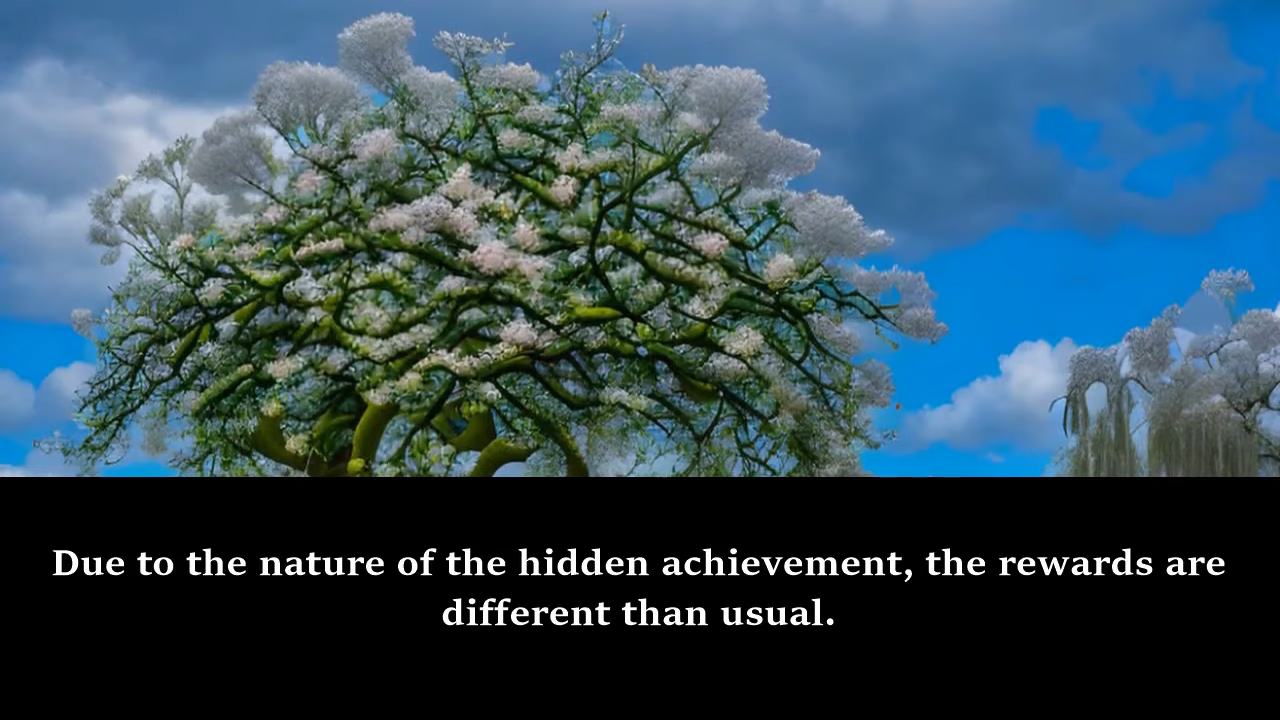 Due to the nature of the hidden achievement, the rewards are
different than usual.